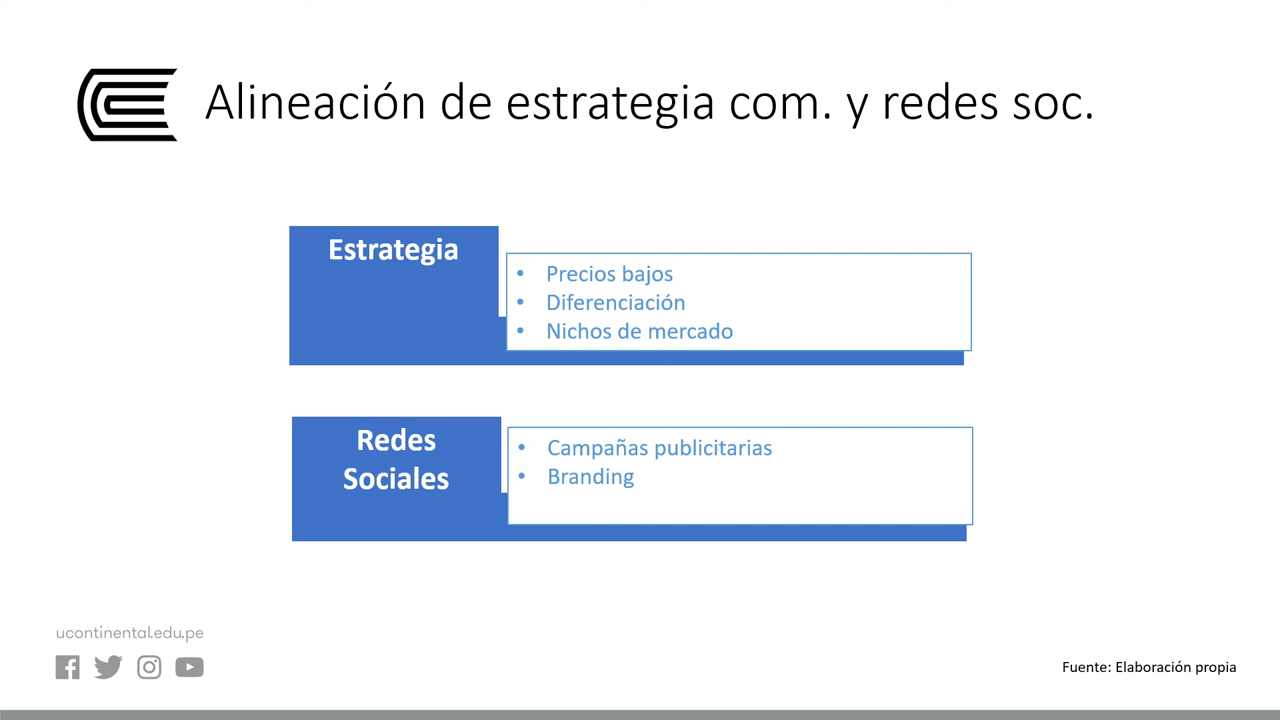 Alineación de estrategia com. y redes soc.
Estrategia
• Precios bajos
• Diferenciación
• Nichos de mercado
Redes
Sociales
• Campañas publicitarias
• Branding
ucontinental.edu.pe
Fuente: Elaboración propia